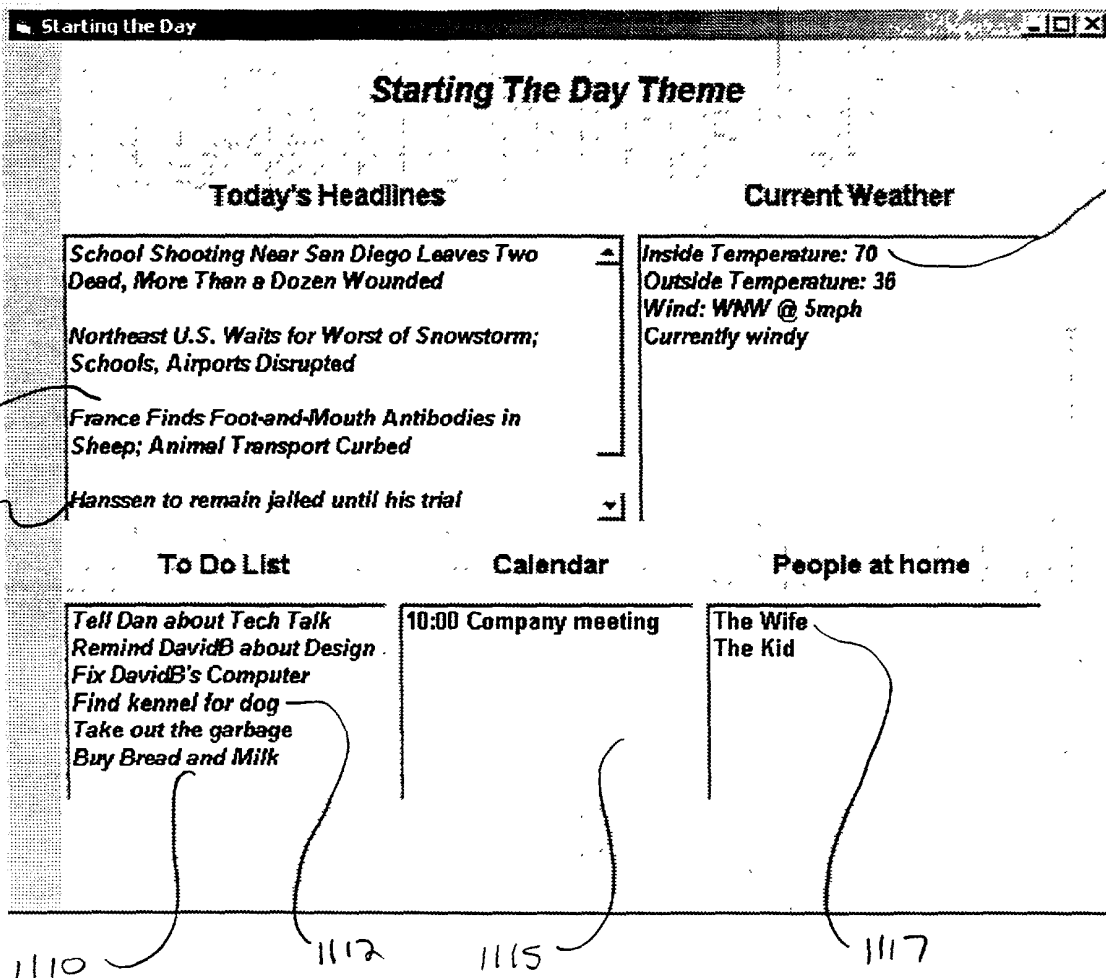 Starting the Day
Starting The Day Theme
Today's Headlines
School Shooting Near San Diego Leaves Two
Dead, More Than a Dozen Wounded
Northeast U.S. Waits for Worst of Snowstorm;
Schools, Airports Disrupted
France Finds Foot-and-Mouth Antibodies in
Sheep; Animal Transport Curbed
Hanssen to remain jailed until his trial
Current Weather
Inside Temperature: 70
Outside Temperature: 36
Wind: WNW @ 5mph
Currently windy
To Do List
Tell Dan about Tech Talk
Remind DavidB about Design
Fix DavidB's Computer
Find kennel for dog
Take out the garbage
Buy Bread and Milk
Calendar
10:00 Company meeting
People at home
The Wife
The Kid
1110
1112
1115
1117